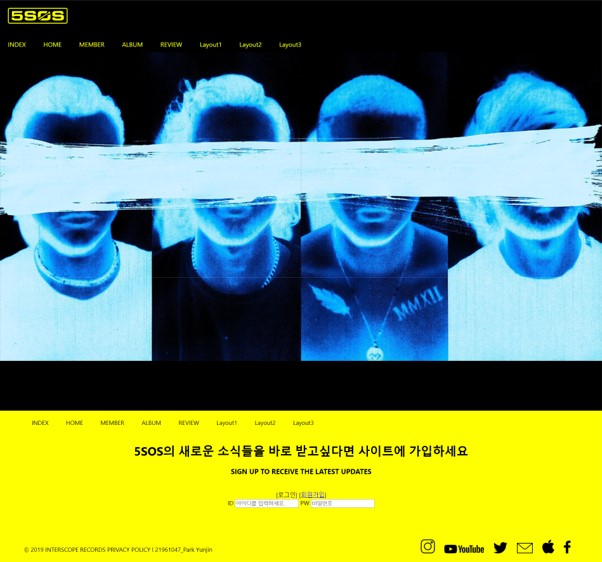 5SOS
INDEX HOME MEMBER ALBUM REVIEW Layout1 Layout2 Layout3
MMXII
INDEX HOME MEMBER ALBUM REVIEW Layout1 Layout2 Layout3
5SOS의 새로운 소식들을 바로 받고싶다면 사이트에 가입하세요
SIGN UP TO RECEIVE THE LATEST UPDATES
[로그인] [회원가입]
ID 아이디를 입력하세요. PW 비밀번호
© 2019 INTERSCOPE RECORDS PRIVACY POLICY I 21961047_Park Yunjin
YouTube